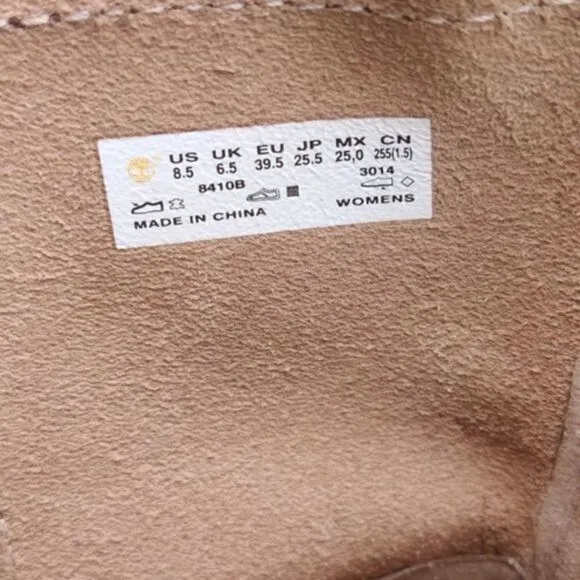 US UK EU JP MX CN
8.5 6.5 39.5 25.5 25,0 255(1.5)
8410B 3014
MADE IN CHINA WOMENS